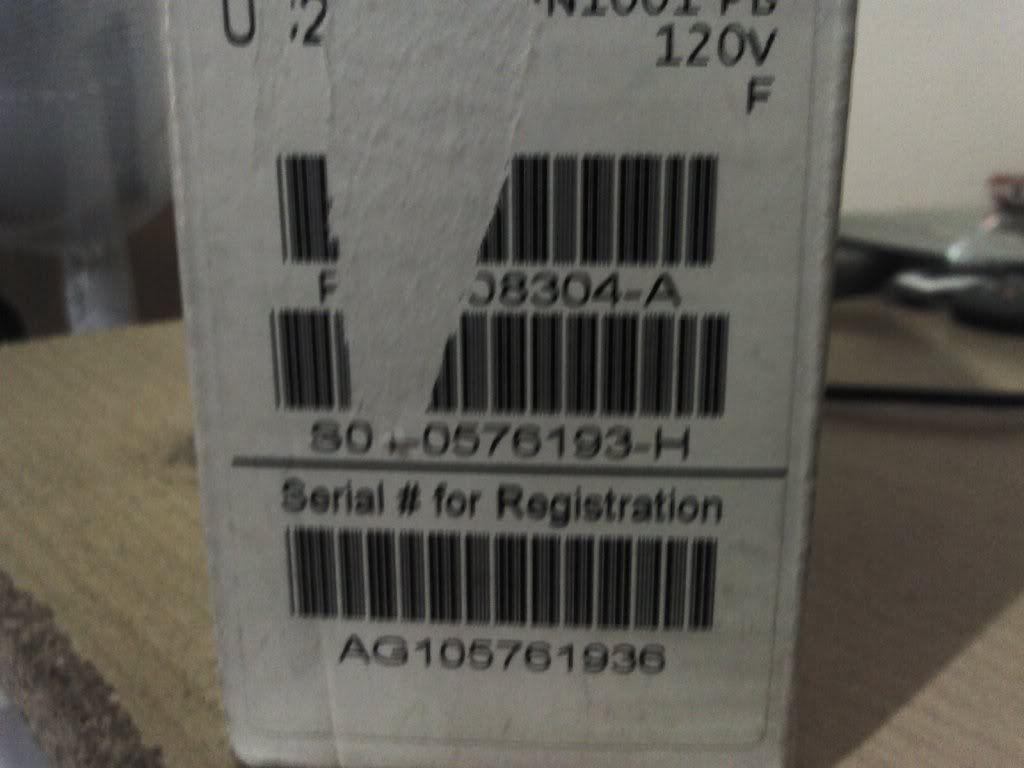 120V
F
08304-A
-0576193-H
Serial # for Registration
AG105761936